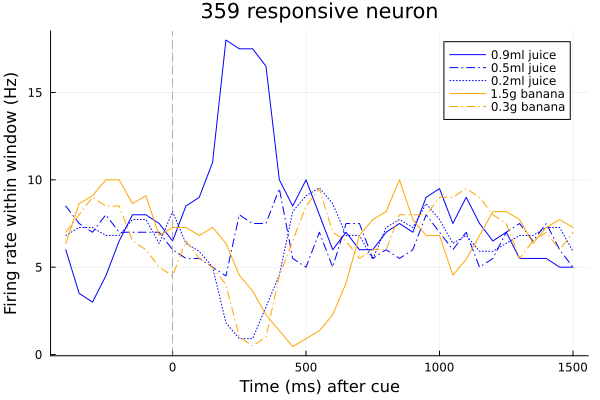 359 responsive neuron
Firing rate within window (Hz)
15
10
5
0
0.9ml juice
0.5ml juice
0.2ml juice
1.5g banana
0.3g banana
0
500
1000
1500
Time (ms) after cue